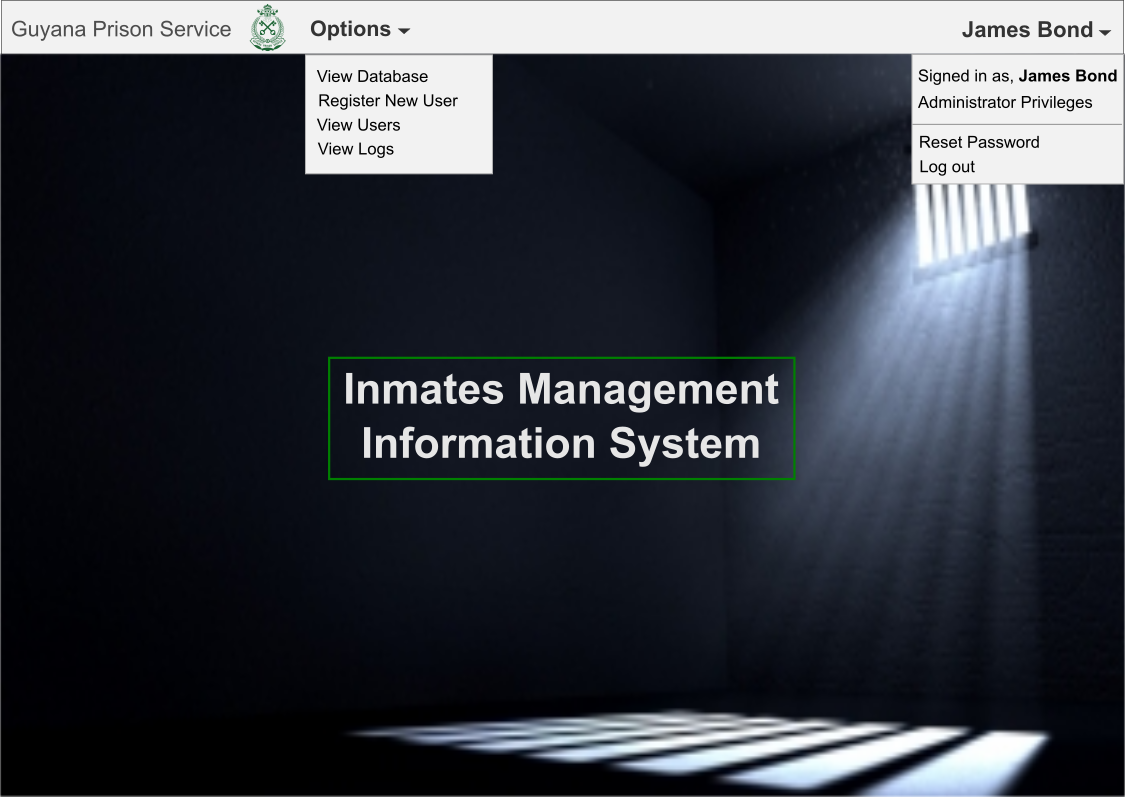 Guyana Prison Service
Options
James Bond
View Database
Register New User
View Users
View Logs
Signed in as, James Bond
Administrator Privileges
Reset Password
Log out
Inmates Management
Information System